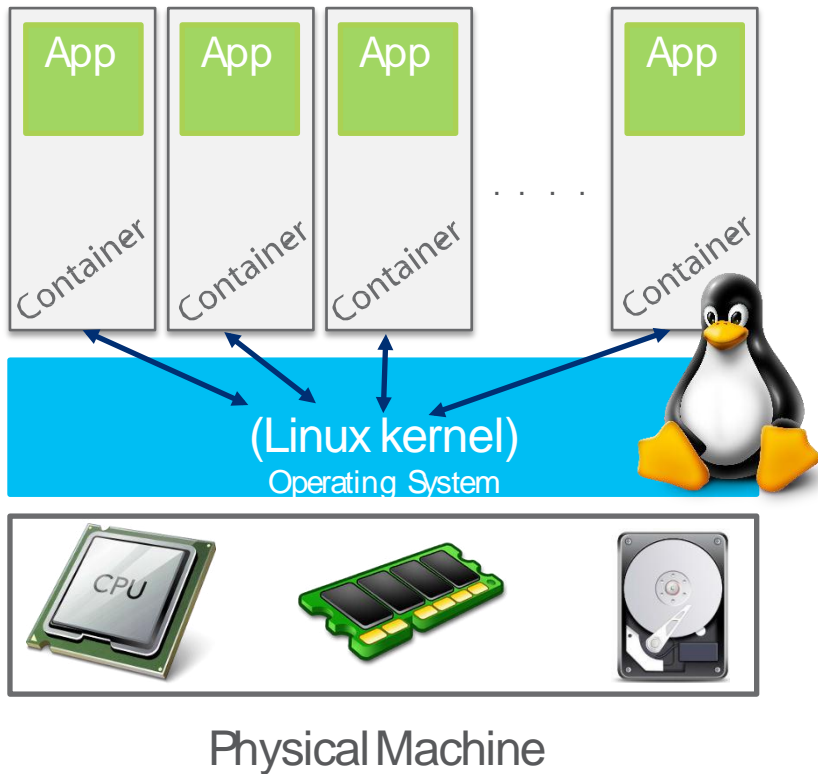 App App App App
Container Container Container . . . . Container
(Linux kernel)
Operating System
CPU
Physical Machine